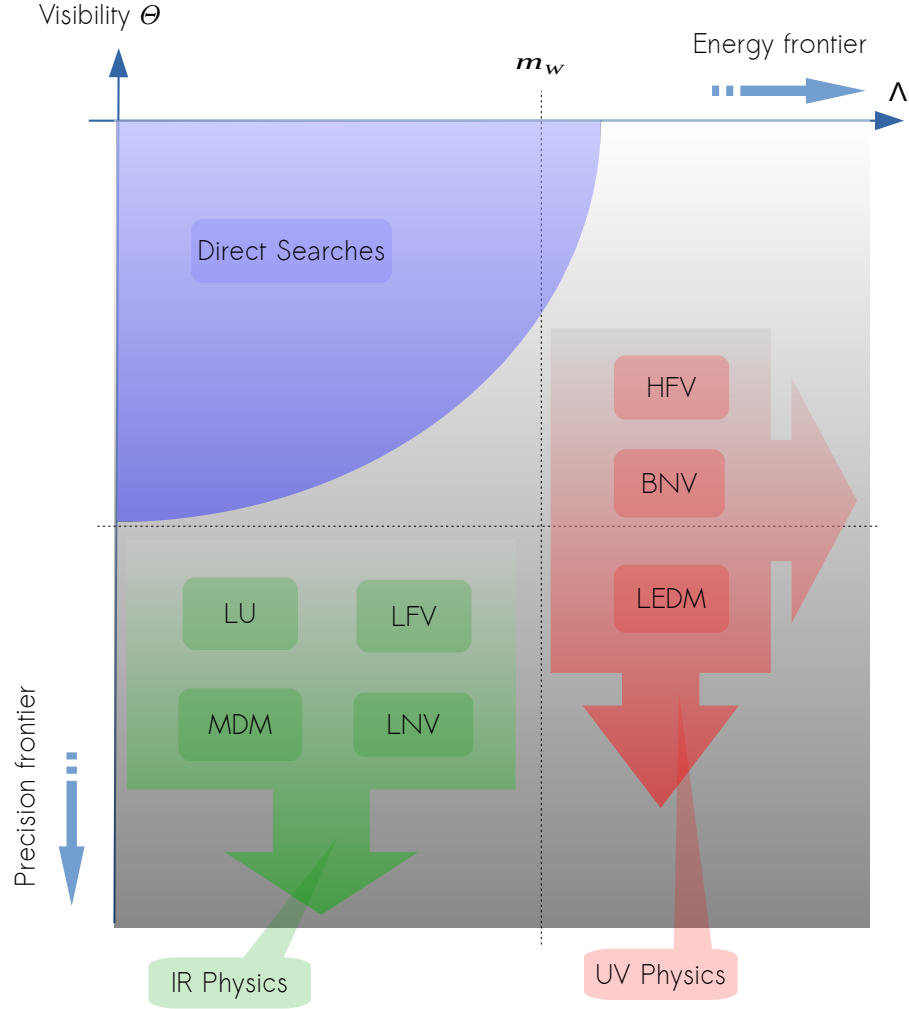 Visibility Θ
Energy frontier
m_W
Λ
Direct Searches
HFV
BNV
LEDM
LU
LFV
MDM
LNV
Precision frontier
IR Physics
UV Physics